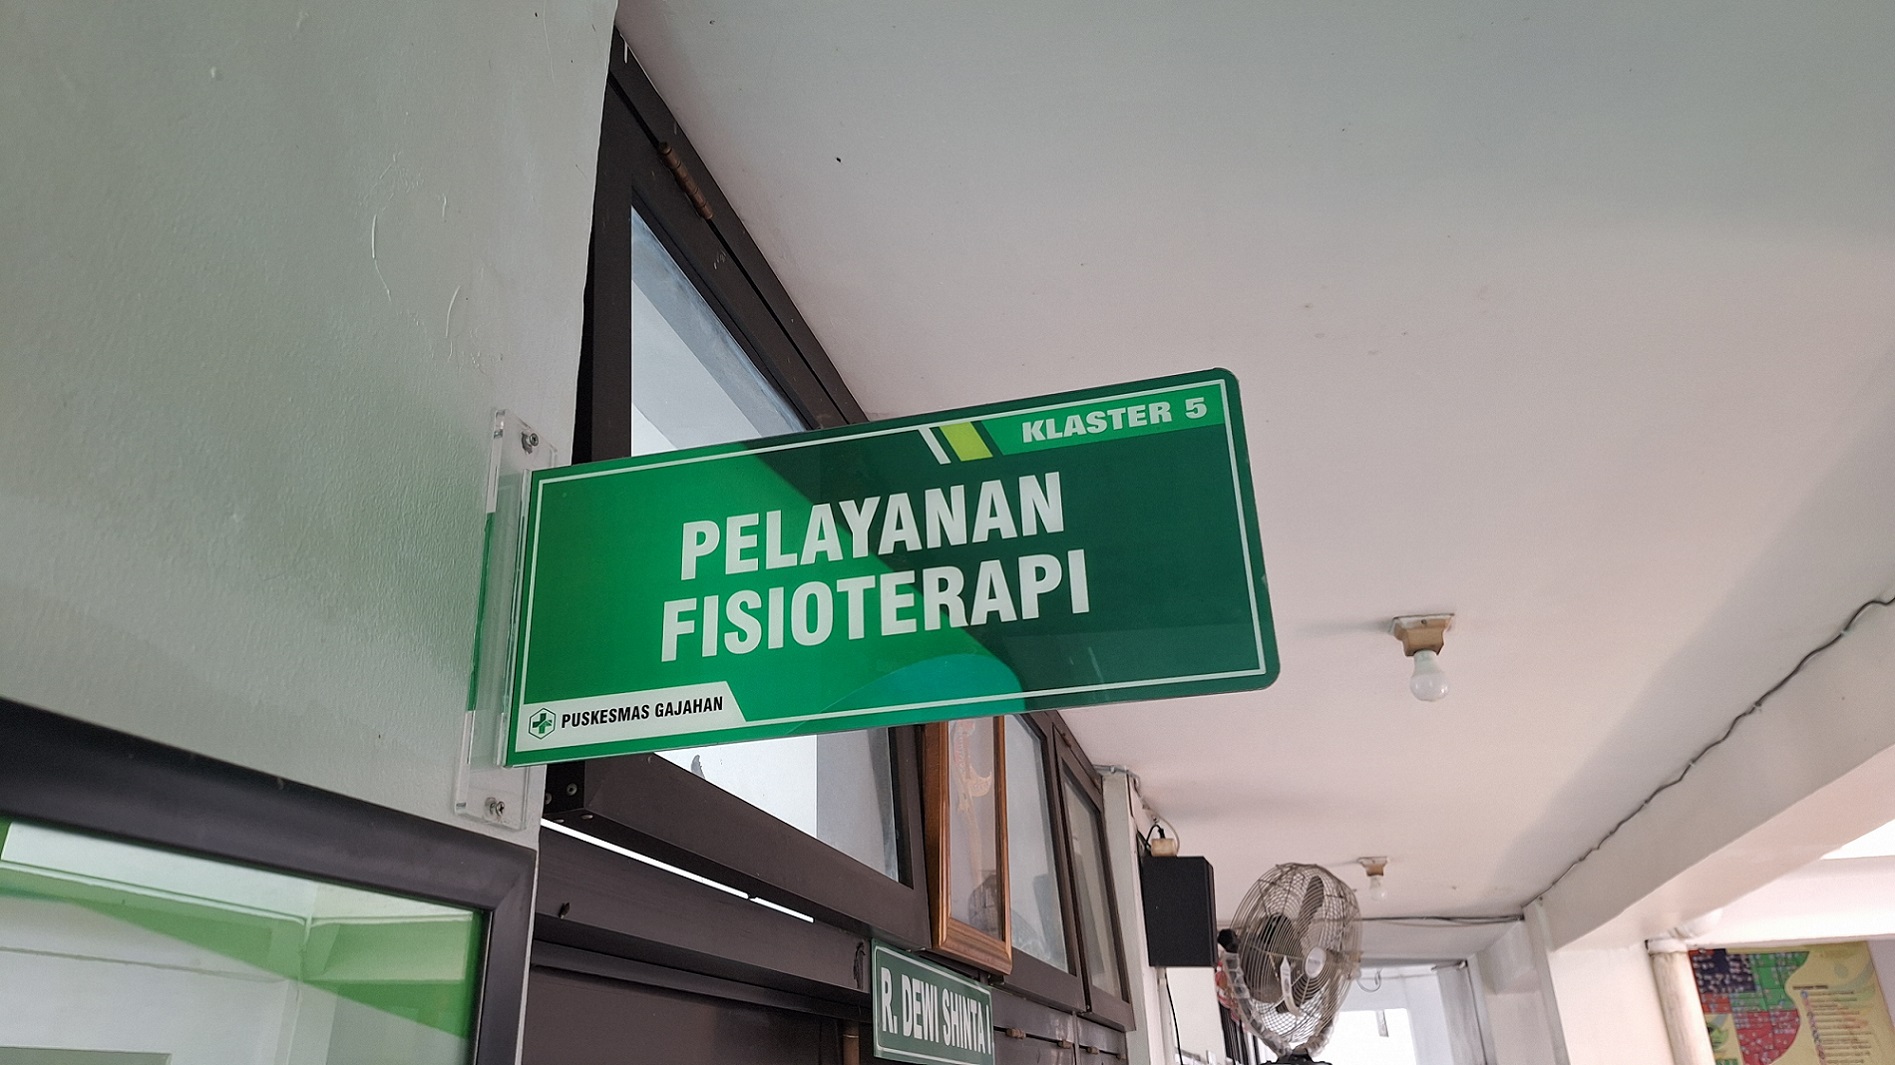 KLASTER 5
PELAYANAN
FISIOTERAPI
PUSKESMAS GAJAHAN
R. DEWI SHINTA I